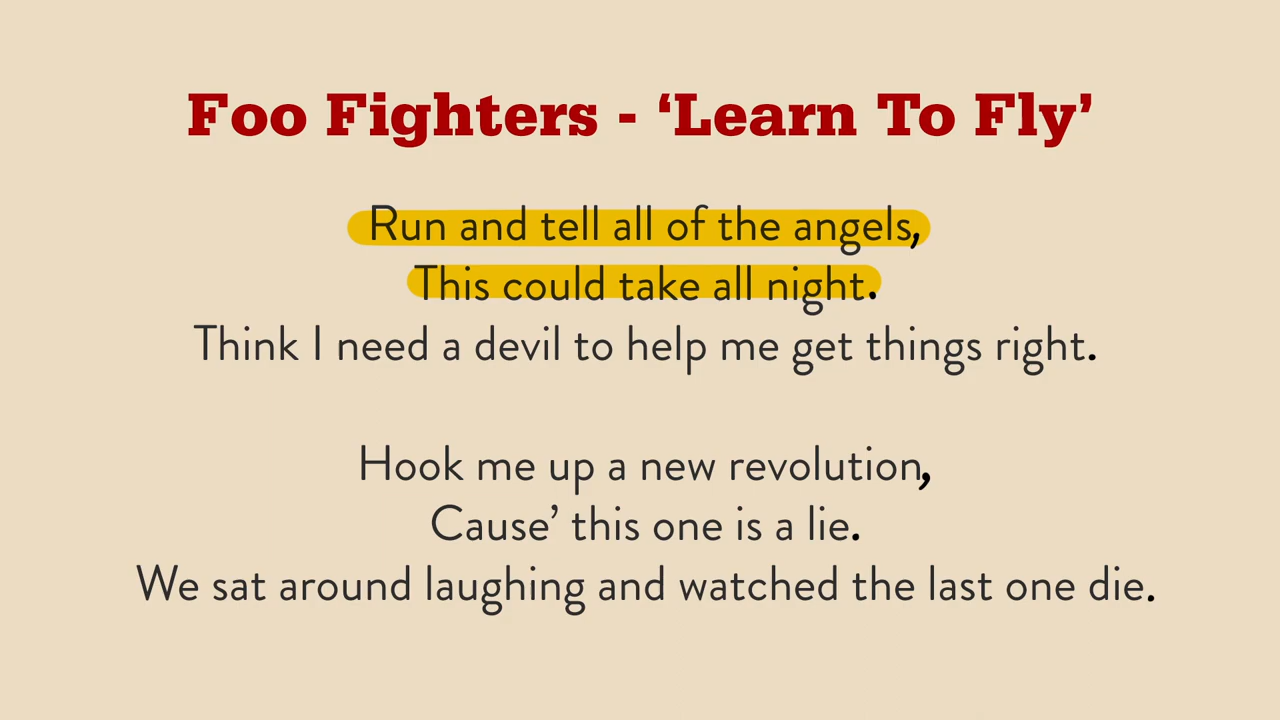 Foo Fighters - ‘Learn To Fly’
Run and tell all of the angels,
This could take all night.
Think I need a devil to help me get things right.
Hook me up a new revolution,
Cause’ this one is a lie.
We sat around laughing and watched the last one die.